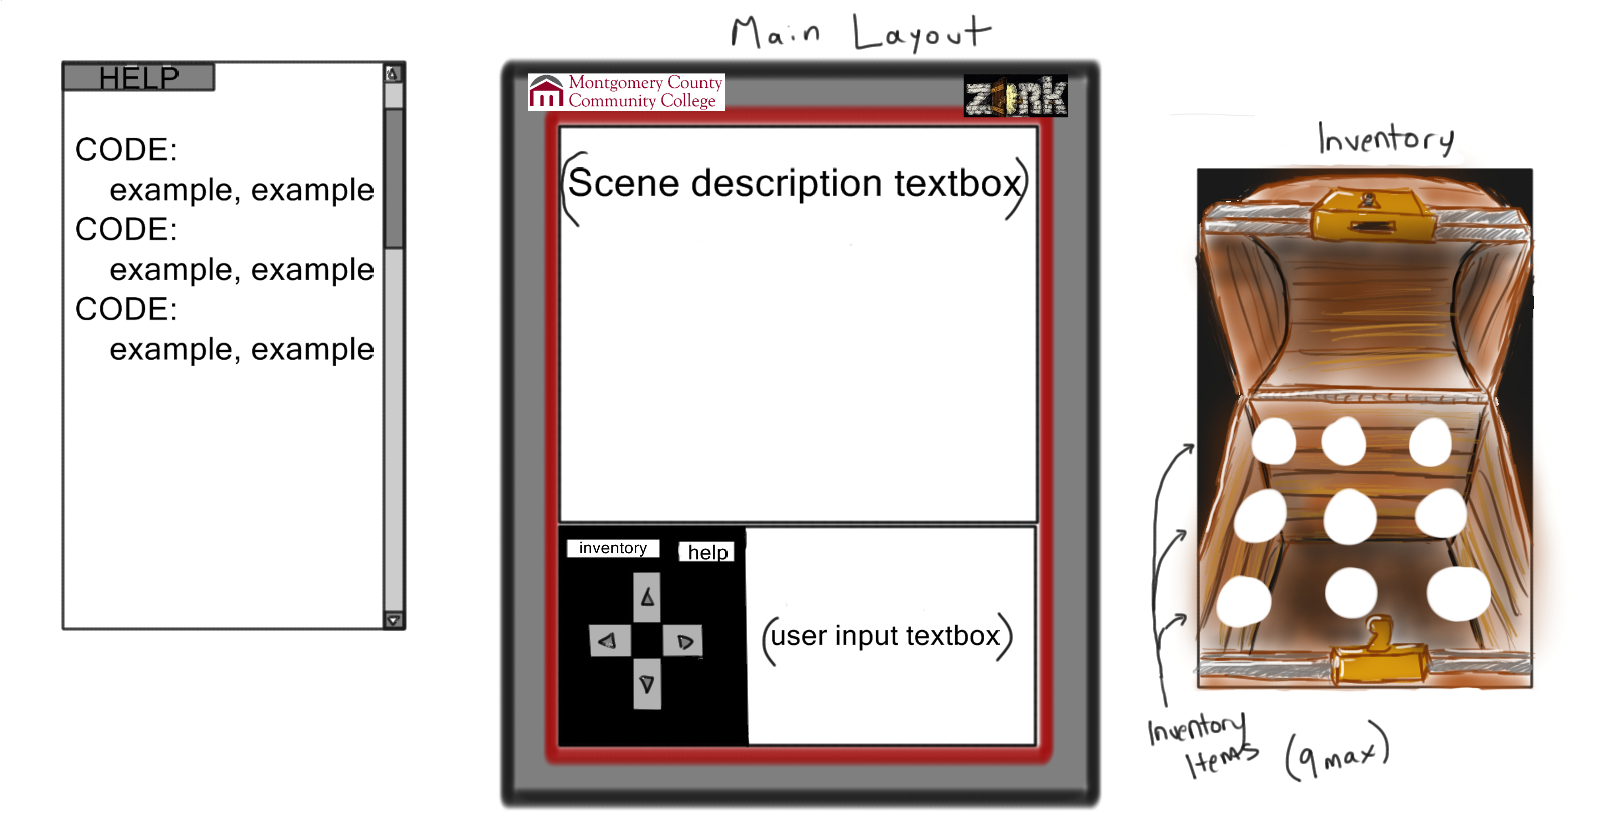 Main Layout
HELP
CODE:
example, example
CODE:
example, example
CODE:
example, example
Montgomery County
Community College
zork
(Scene description textbox)
inventory
help
(user input textbox)
Inventory
Inventory
Items (9 max)